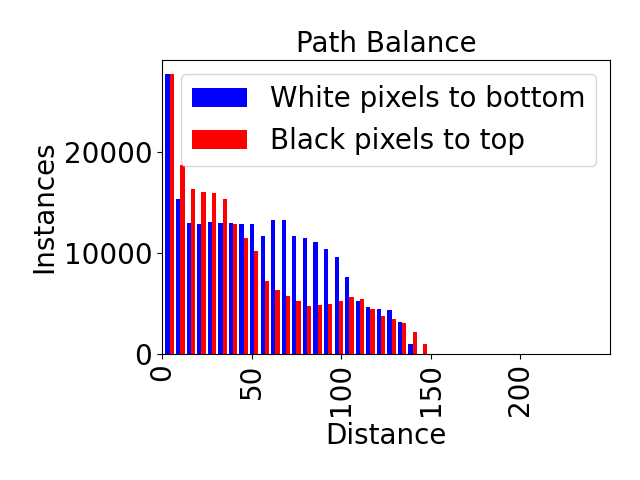 Path Balance
White pixels to bottom
Black pixels to top
Instances
20000
10000
0
0
50
100
150
200
Distance